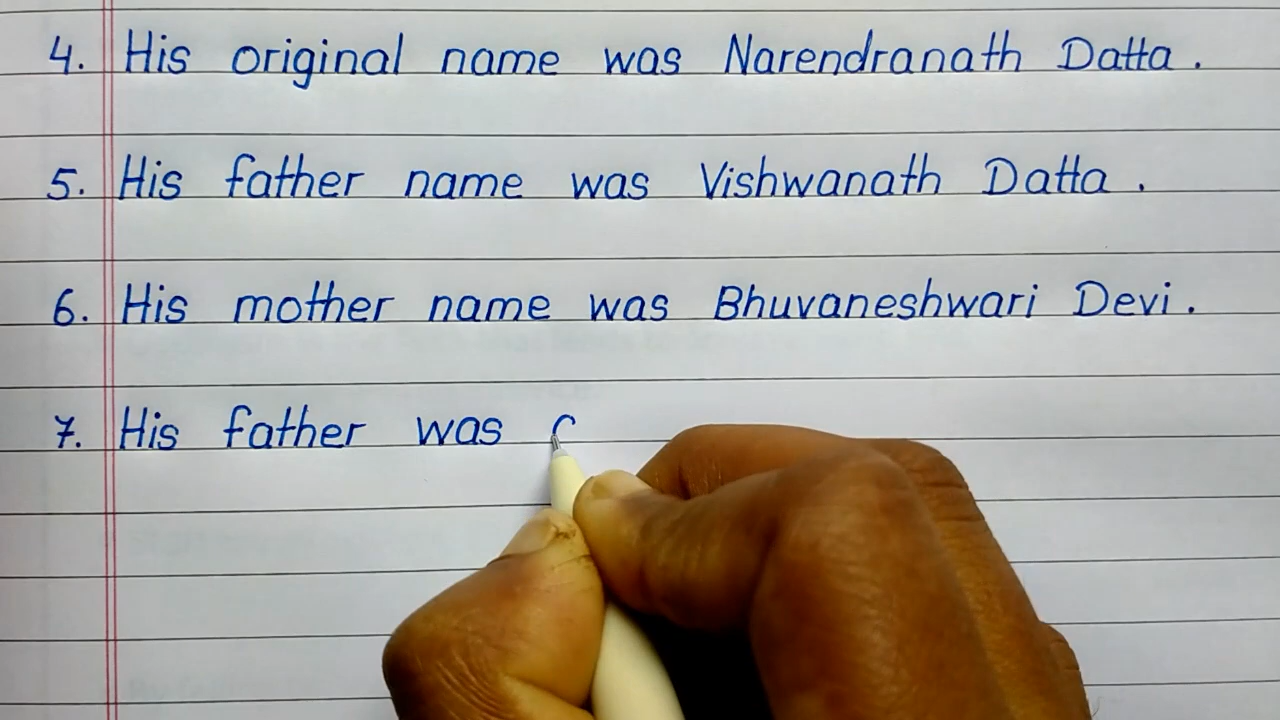 4. His original name was Narendranath Datta.
5. His father name was Vishwanath Datta.
6. His mother name was Bhuvaneshwari Devi.
7. His father was